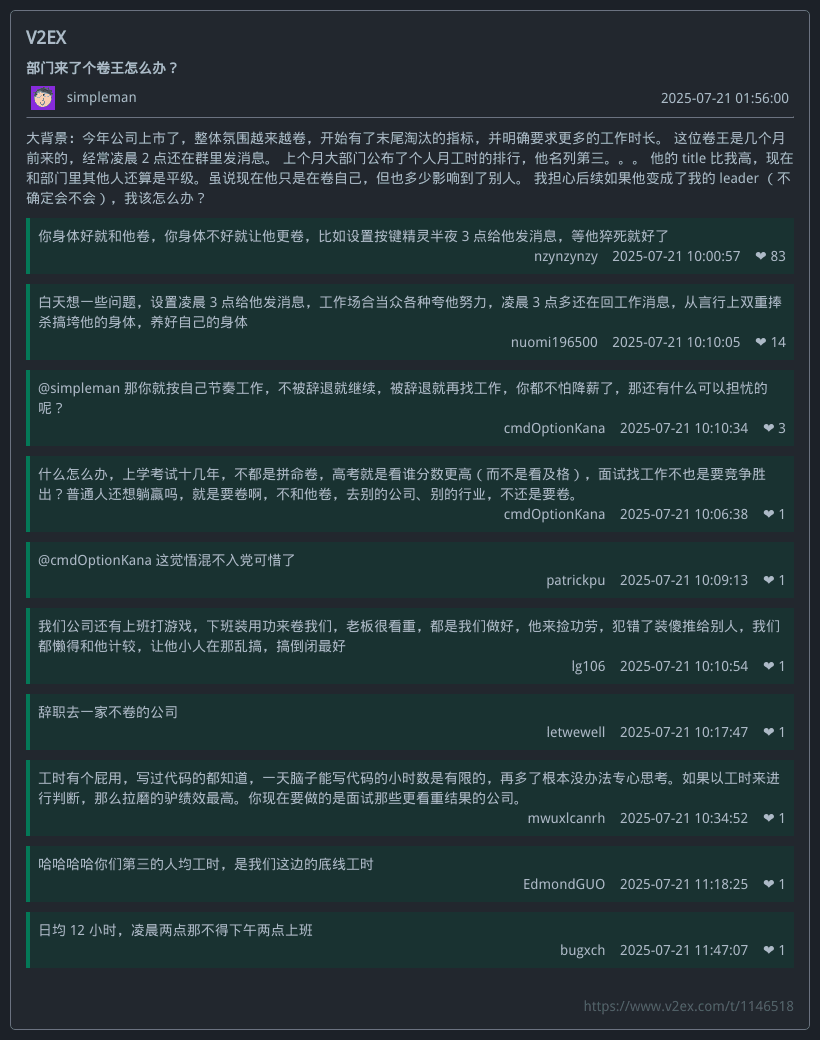 V2EX
部门来了个卷王怎么办？
simpleman
2025-07-21 01:56:00
大背景：今年公司上市了，整体氛围越来越卷，开始有了末尾淘汰的指标，并明确要求更多的工作时长。 这位卷王是几个月
前来的，经常凌晨 2 点还在群里发消息。 上个月大部门公布了个人月工时的排行，他名列第三。。。 他的 title 比我高，现在
和部门里其他人还算是平级。虽说现在他只是在卷自己，但也多少影响到了别人。 我担心后续如果他变成了我的 leader （不
确定会不会），我该怎么办？
你身体好就和他卷，你身体不好就让他更卷，比如设置按键精灵半夜 3 点给他发消息，等他猝死就好了
nzynzynzy 2025-07-21 10:00:57 ❤ 83
白天想一些问题，设置凌晨 3 点给他发消息，工作场合当众各种夸他努力，凌晨 3 点多还在回工作消息，从言行上双重捧
杀搞垮他的身体，养好自己的身体
nuomi196500 2025-07-21 10:10:05 ❤ 14
@simpleman 那你就按自己节奏工作，不被辞退就继续，被辞退就再找工作，你都不怕降薪了，那还有什么可以担忧的
呢？
cmdOptionKana 2025-07-21 10:10:34 ❤ 3
什么怎么办，上学考试十几年，不都是拼命卷，高考就是看谁分数更高（而不是看及格），面试找工作不也是要竞争胜
出？普通人还想躺赢吗，就是要卷啊，不和他卷，去别的公司、别的行业，不还是要卷。
cmdOptionKana 2025-07-21 10:06:38 ❤ 1
@cmdOptionKana 这觉悟混不入党可惜了
patrickpu 2025-07-21 10:09:13 ❤ 1
我们公司还有上班打游戏，下班装用功来卷我们，老板很看重，都是我们做好，他来捡功劳，犯错了装傻推给别人，我们
都懒得和他计较，让他小人在那乱搞，搞倒闭最好
lg106 2025-07-21 10:10:54 ❤ 1
辞职去一家不卷的公司
letwewell 2025-07-21 10:17:47 ❤ 1
工时有个屁用，写过代码的都知道，一天脑子能写代码的小时数是有限的，再多了根本没办法专心思考。如果以工时来进
行判断，那么拉磨的驴绩效最高。你现在要做的是面试那些更看重结果的公司。
mwuxlcanrh 2025-07-21 10:34:52 ❤ 1
哈哈哈哈你们第三的人均工时，是我们这边的底线工时
EdmondGUO 2025-07-21 11:18:25 ❤ 1
日均 12 小时，凌晨两点那不得下午两点上班
bugxch 2025-07-21 11:47:07 ❤ 1
https://www.v2ex.com/t/1146518